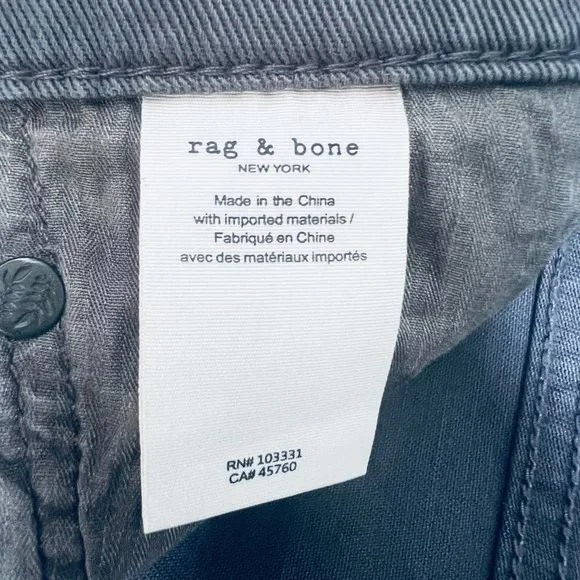 rag & bone
NEW YORK
Made in the China
with imported materials /
Fabriqué en Chine
avec des matériaux importés
RN# 103331
CA# 45760